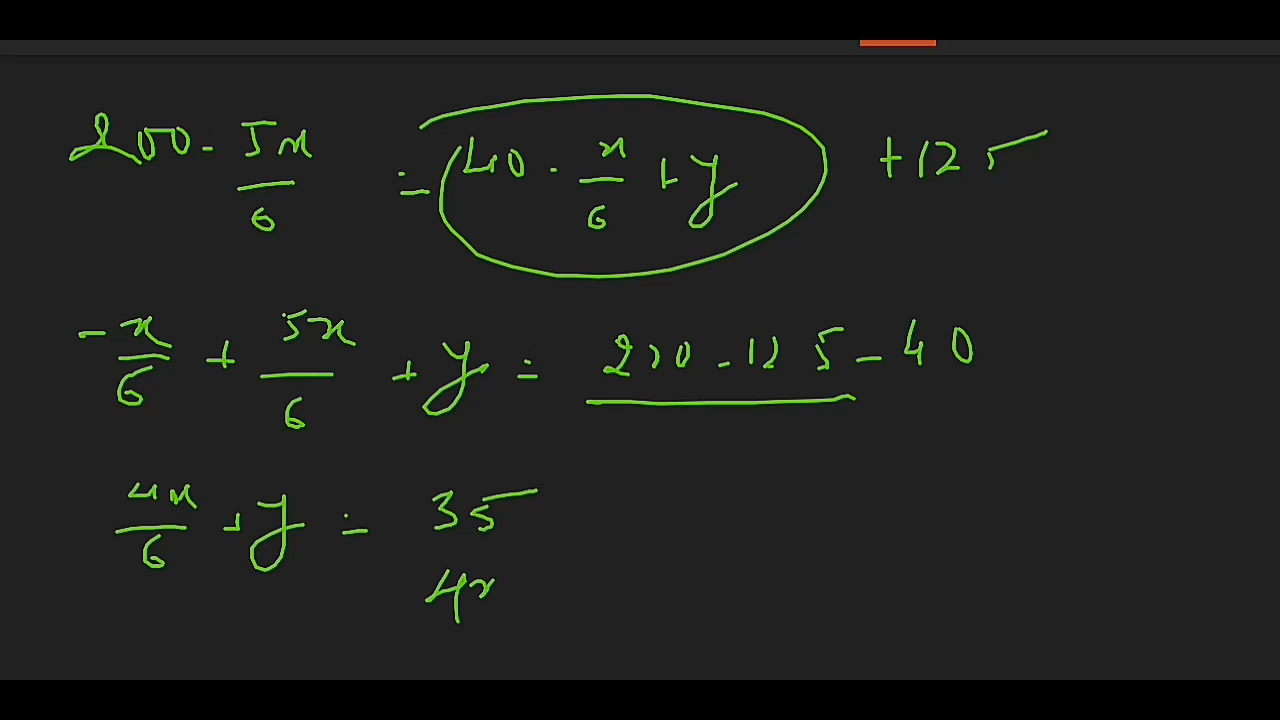 200 - 5x/6 = (40 - x/6 + y) + 125
- x/6 + 5x/6 + y = 200 - 125 - 40
4x/6 + y = 35
4x